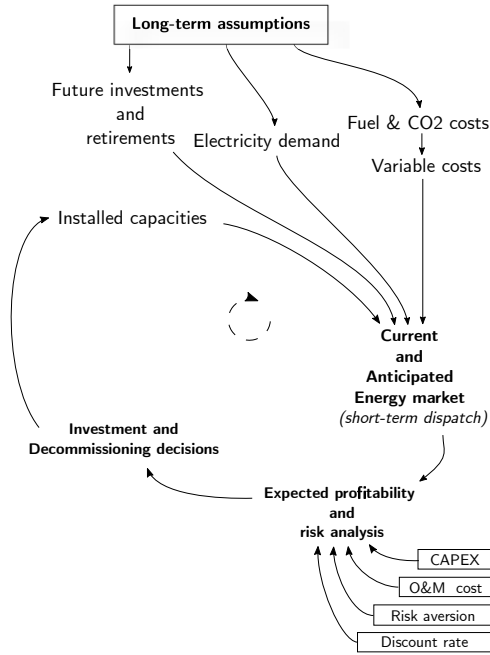 Long-term assumptions
Future investments
and
retirements
Electricity demand
Fuel & CO2 costs
Variable costs
Installed capacities
Current
and
Anticipated
Energy market
(short-term dispatch)
Investment and
Decommissioning decisions
Expected profitability
and
risk analysis
CAPEX
O&M cost
Risk aversion
Discount rate